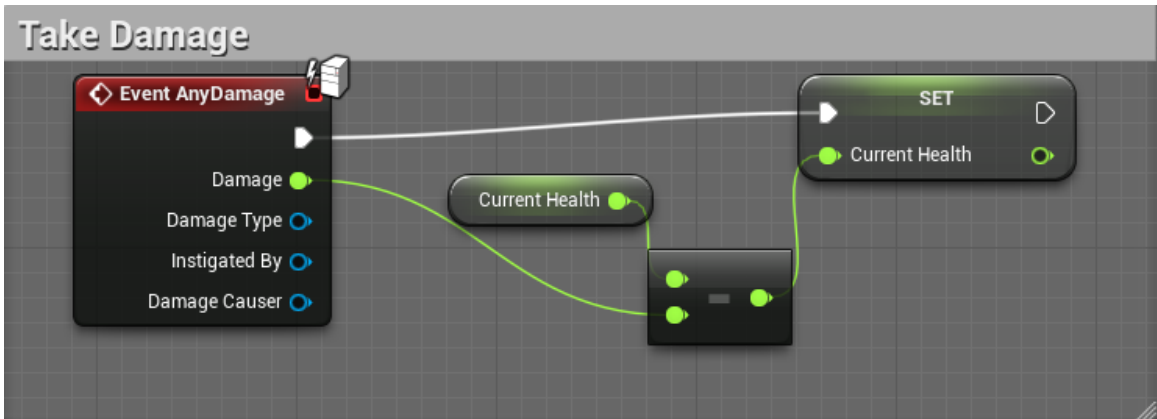 Take Damage
Event AnyDamage
SET
Damage
Current Health
Current Health
Damage Type
Instigated By
Damage Causer